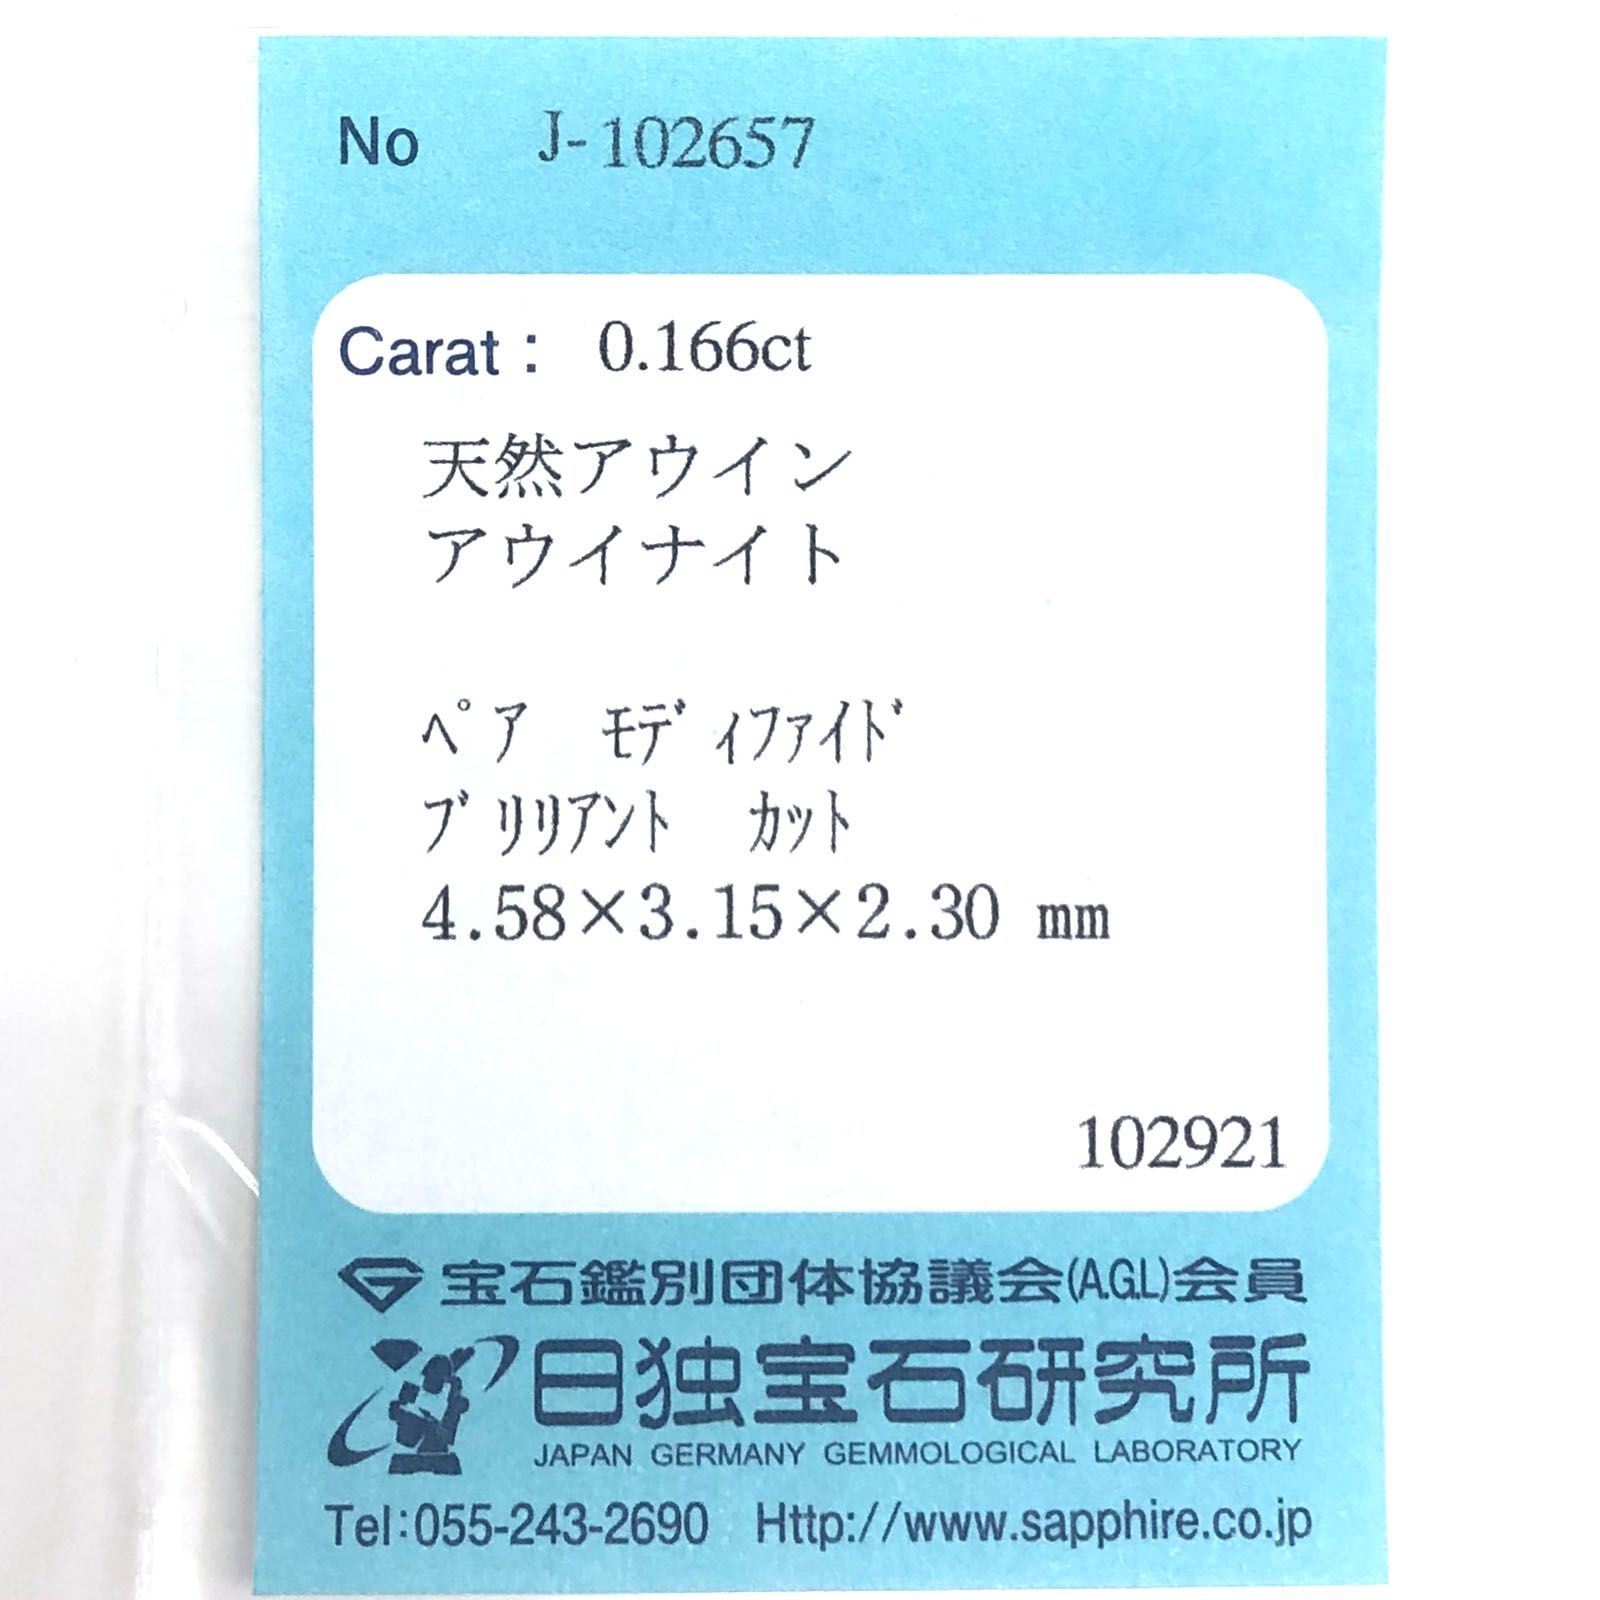 No J-102657
Carat : 0.166ct
天然アウイン
アウイナイト
ﾍﾟｱ ﾓﾃﾞｨﾌｧｲﾄﾞ
ﾌﾞﾘﾘｱﾝﾄ ｶｯﾄ
4.58×3.15×2.30 mm
102921
宝石鑑別団体協議会(A.G.L)会員
日独宝石研究所
JAPAN GERMANY GEMMOLOGICAL LABORATORY
Tel:055-243-2690 Http://www.sapphire.co.jp